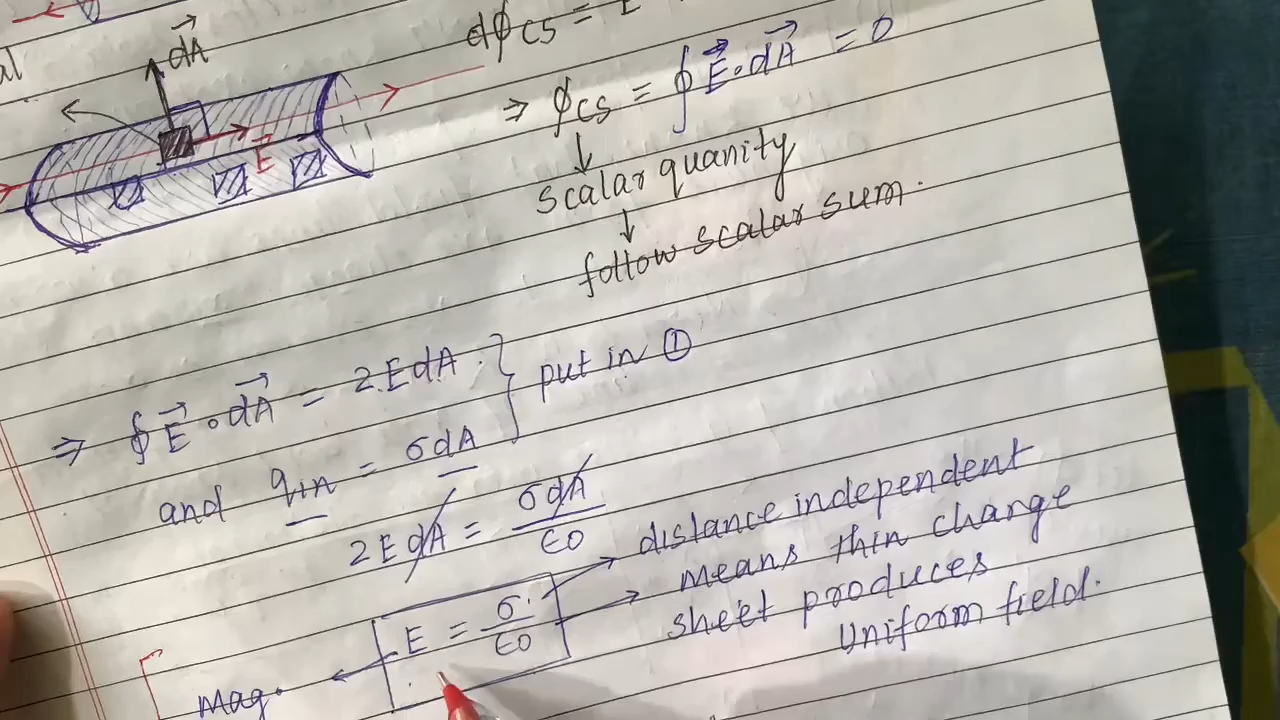 al
dA⃗
dϕcs =
E⃗
⇒ ϕcs = ∮ E⃗ . dA⃗ = 0
↓
scalar quanity
↓
follow scalar sum.
⇒ ∮ E⃗ . dA⃗ = 2EdA. } put in ①
and qin = σdA
2EdA = σdA/ϵ0
E = σ/ϵ0
→ distance independent
→ means thin charge
sheet produces
Uniform field.
← mag.